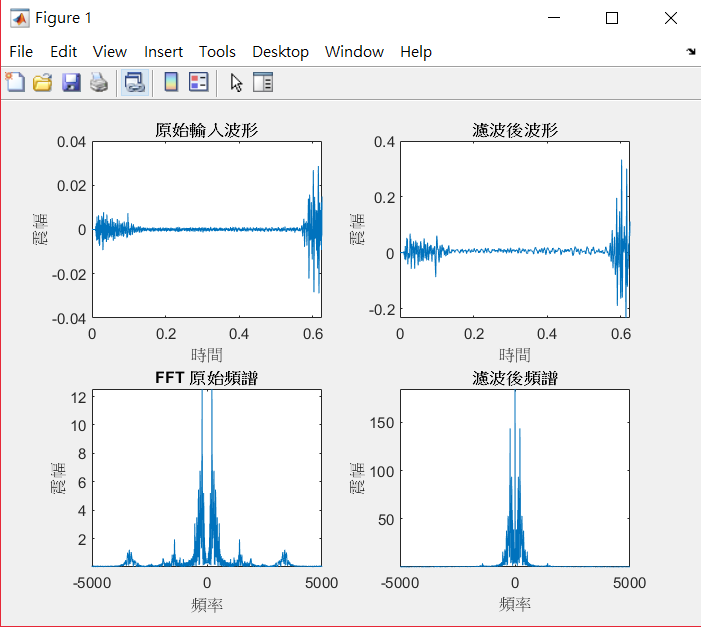 Figure 1
File Edit View Insert Tools Desktop Window Help
原始輸入波形
0.04
0.02
0
-0.02
-0.04
震幅
0 0.2 0.4 0.6
時間
濾波後波形
0.4
0.2
0
-0.2
震幅
0 0.2 0.4 0.6
時間
FFT 原始頻譜
12
10
8
6
4
2
震幅
-5000 0 5000
頻率
濾波後頻譜
150
100
50
震幅
-5000 0 5000
頻率